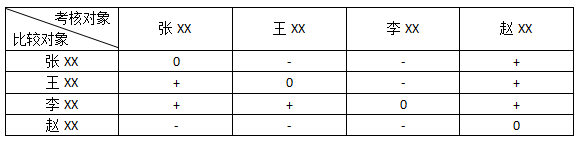 考核对象
比较对象
张 XX 王 XX 李 XX 赵 XX
张 XX 0 - - +
王 XX + 0 - +
李 XX + + 0 +
赵 XX - - - 0